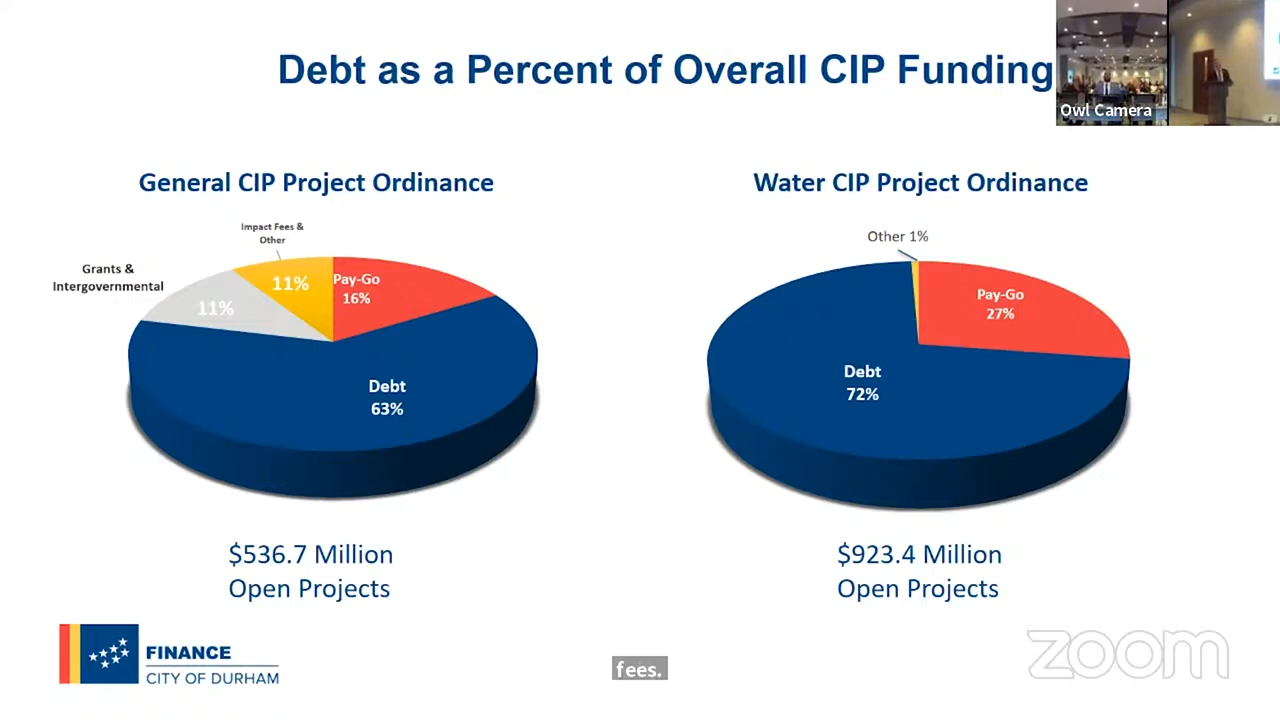 Debt as a Percent of Overall CIP Funding
Owl Camera
General CIP Project Ordinance
Impact Fees &
Other
Grants &
Intergovernmental
11%
11%
Pay-Go
16%
Debt
63%
$536.7 Million
Open Projects
Water CIP Project Ordinance
Other 1%
Pay-Go
27%
Debt
72%
$923.4 Million
Open Projects
FINANCE
CITY OF DURHAM
fees.
zoom